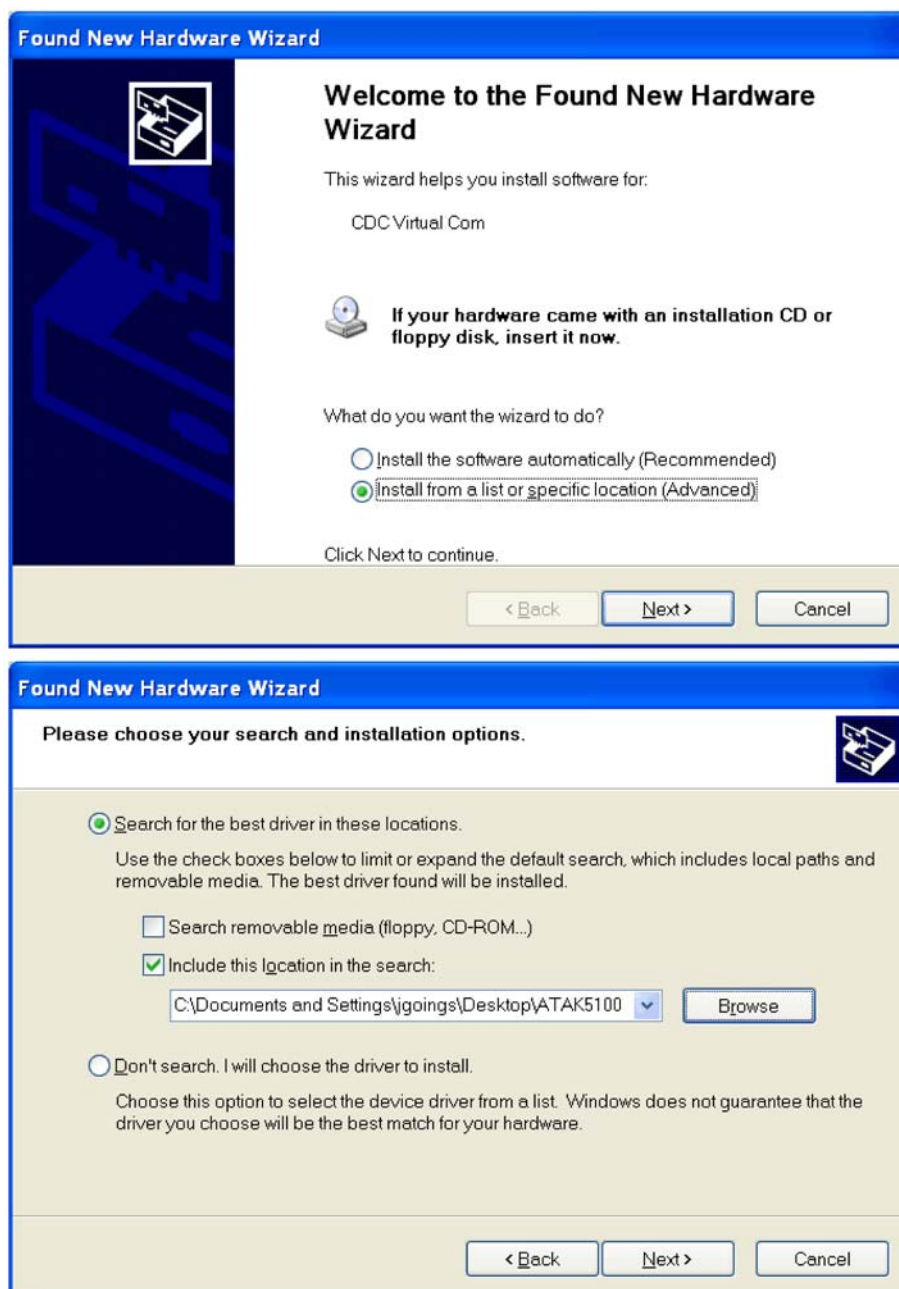 Found New Hardware Wizard
Welcome to the Found New Hardware
Wizard
This wizard helps you install software for:
CDC Virtual Com
If your hardware came with an installation CD or
floppy disk, insert it now.
What do you want the wizard to do?
Install the software automatically (Recommended)
Install from a list or specific location (Advanced)
Click Next to continue.
< Back Next > Cancel
Found New Hardware Wizard
Please choose your search and installation options.
Search for the best driver in these locations.
Use the check boxes below to limit or expand the default search, which includes local paths and
removable media. The best driver found will be installed.
Search removable media (floppy, CD-ROM...)
Include this location in the search:
C:\Documents and Settings\jgoings\Desktop\ATAK5100 Browse
Don't search. I will choose the driver to install.
Choose this option to select the device driver from a list. Windows does not guarantee that the
driver you choose will be the best match for your hardware.
< Back Next > Cancel